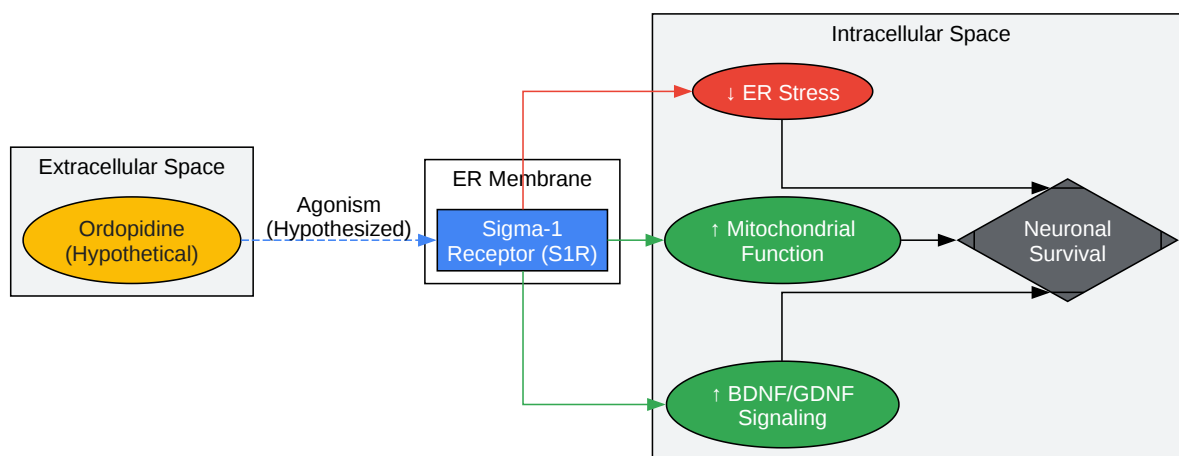 Intracellular Space
↓ ER Stress
Extracellular Space
Ordopidine
(Hypothetical)
Agonism
(Hypothesized)
ER Membrane
Sigma-1
Receptor (S1R)
↑ Mitochondrial
Function
Neuronal
Survival
↑ BDNF/GDNF
Signaling